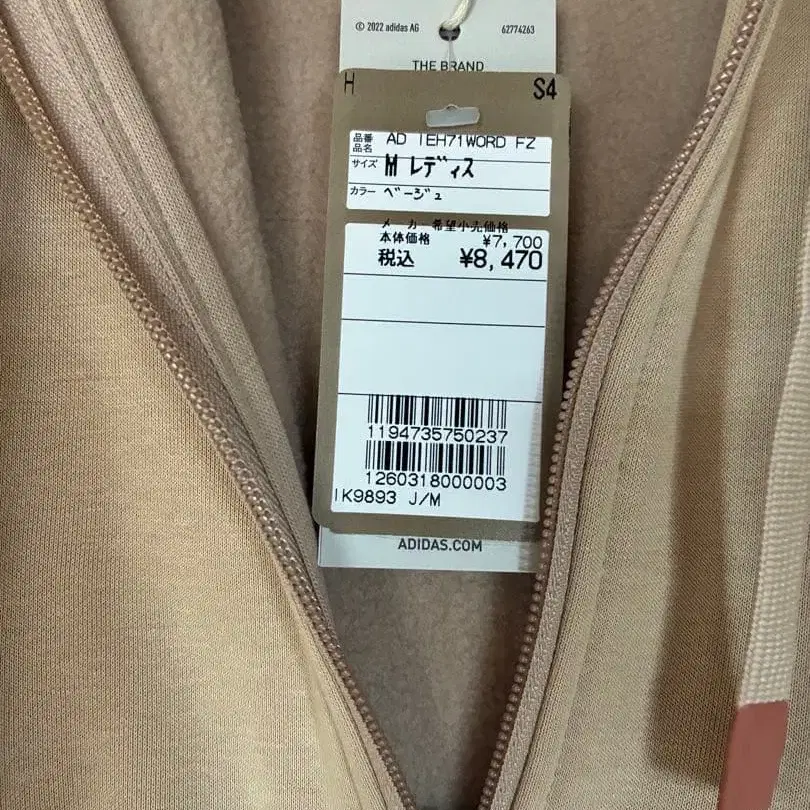 © 2022 adidas AG 62774263
THE BRAND
H S4
品番 AD IEH71WORD FZ
品名
サイズ M レディス
カラー ベージュ
メーカー希望小売価格
本体価格 ¥7,700
税込 ¥8,470
1194735750237
1260318000003
IK9893 J/M
ADIDAS.COM